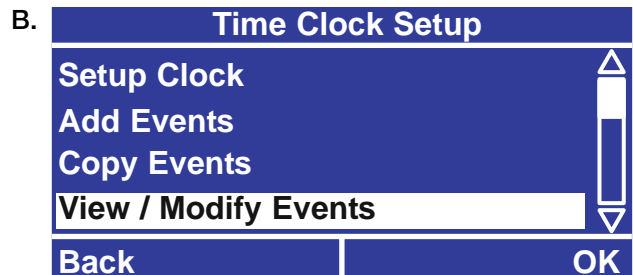 B.
Time Clock Setup
Setup Clock
Add Events
Copy Events
View / Modify Events
Back OK